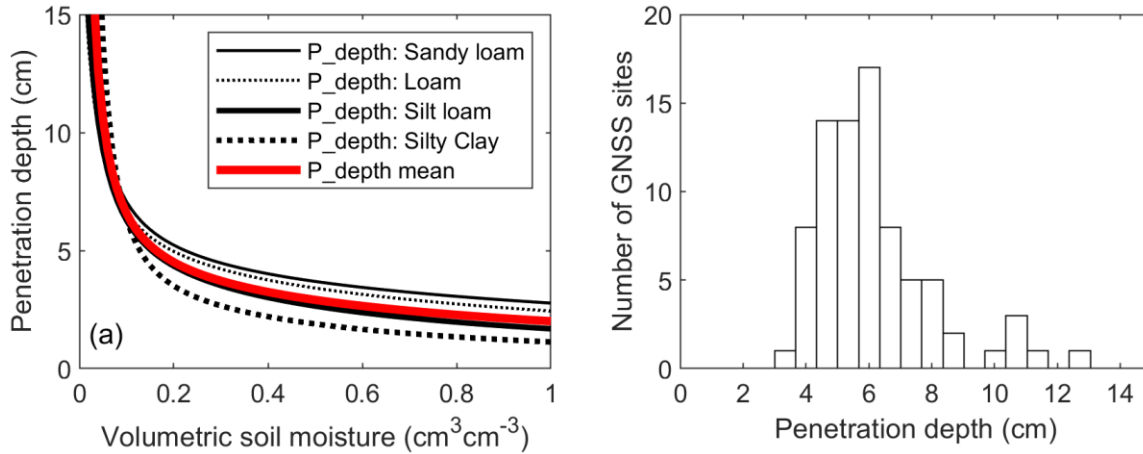 15
10
5
0
Penetration depth (cm)
P_depth: Sandy loam
P_depth: Loam
P_depth: Silt loam
P_depth: Silty Clay
P_depth mean
(a)
0 0.2 0.4 0.6 0.8 1
Volumetric soil moisture (cm³cm⁻³)
20
15
10
5
0
Number of GNSS sites
0 2 4 6 8 10 12 14
Penetration depth (cm)